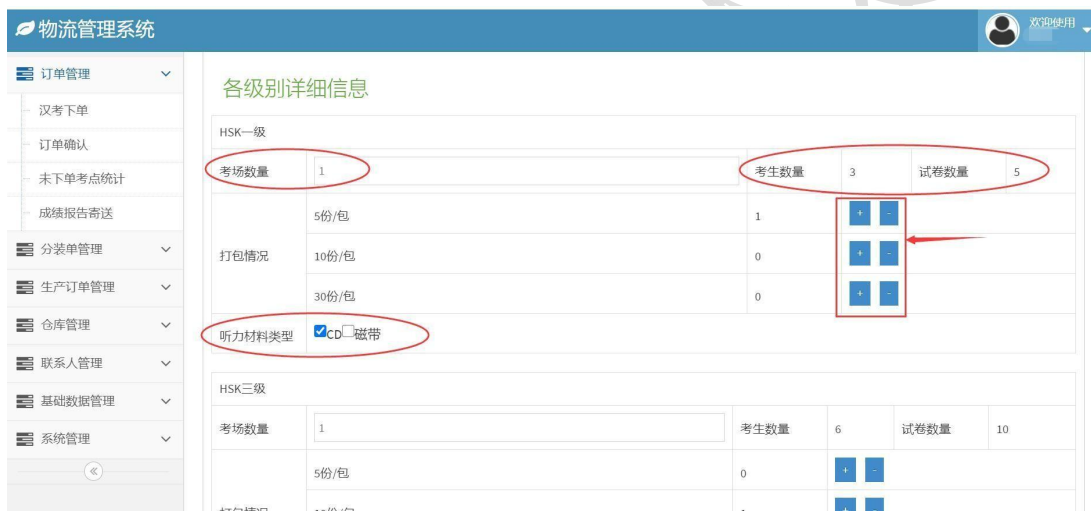 物流管理系统
欢迎使用
订单管理
汉考下单
订单确认
未下单考点统计
成绩报告寄送
分装单管理
生产订单管理
仓库管理
联系人管理
基础数据管理
系统管理
各级别详细信息
HSK一级
考场数量 1 考生数量 3 试卷数量 5
5份/包 1 + -
打包情况 10份/包 0 + -
30份/包 0 + -
听力材料类型 CD 磁带
HSK三级
考场数量 1 考生数量 6 试卷数量 10
5份/包 0 + -